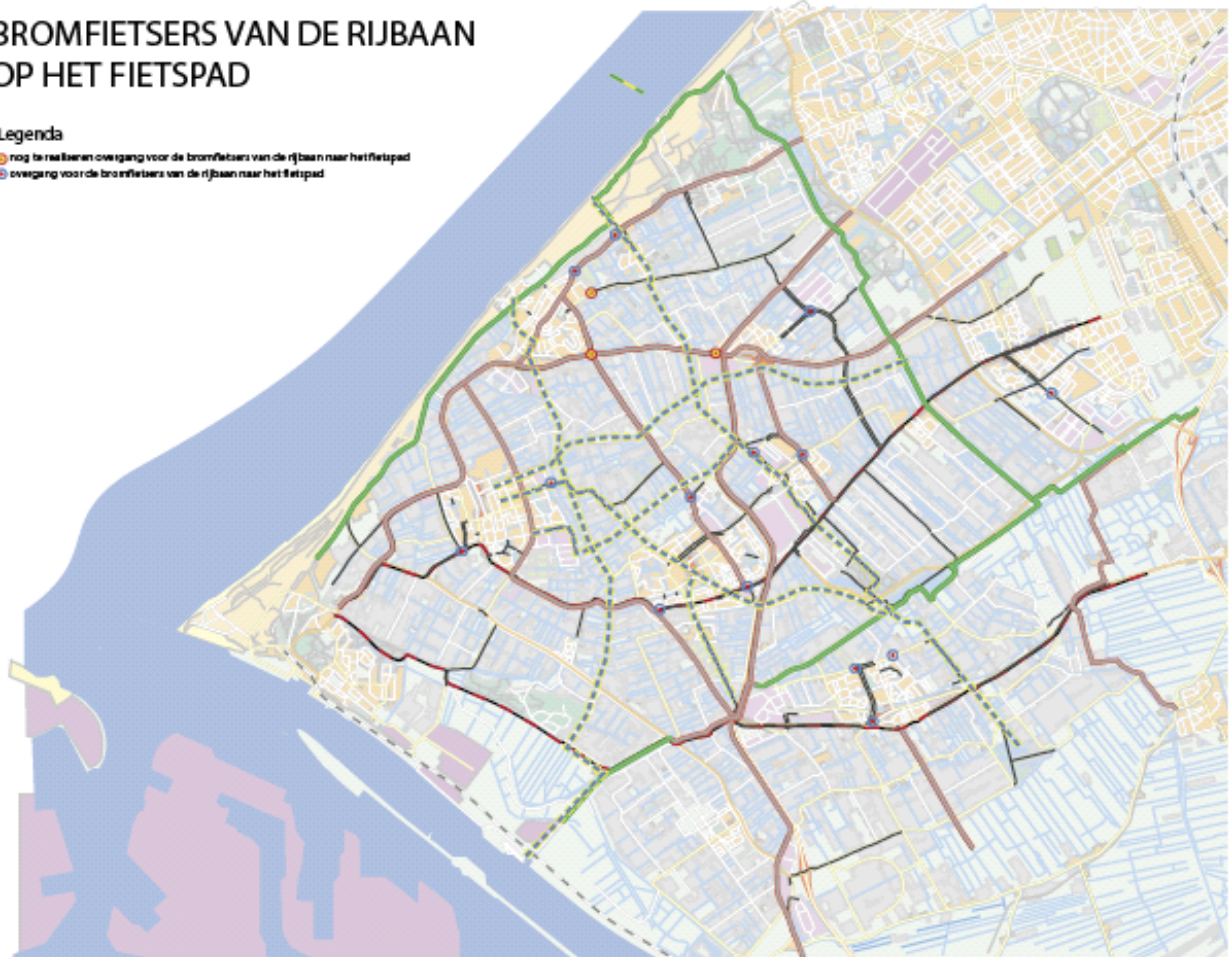 BROMFIETSERS VAN DE RIJBAAN
OP HET FIETSPAD
Legenda
nog te realiseren overgang voor de bromfietsers van de rijbaan naar het fietspad
overgang voor de bromfietsers van de rijbaan naar het fietspad